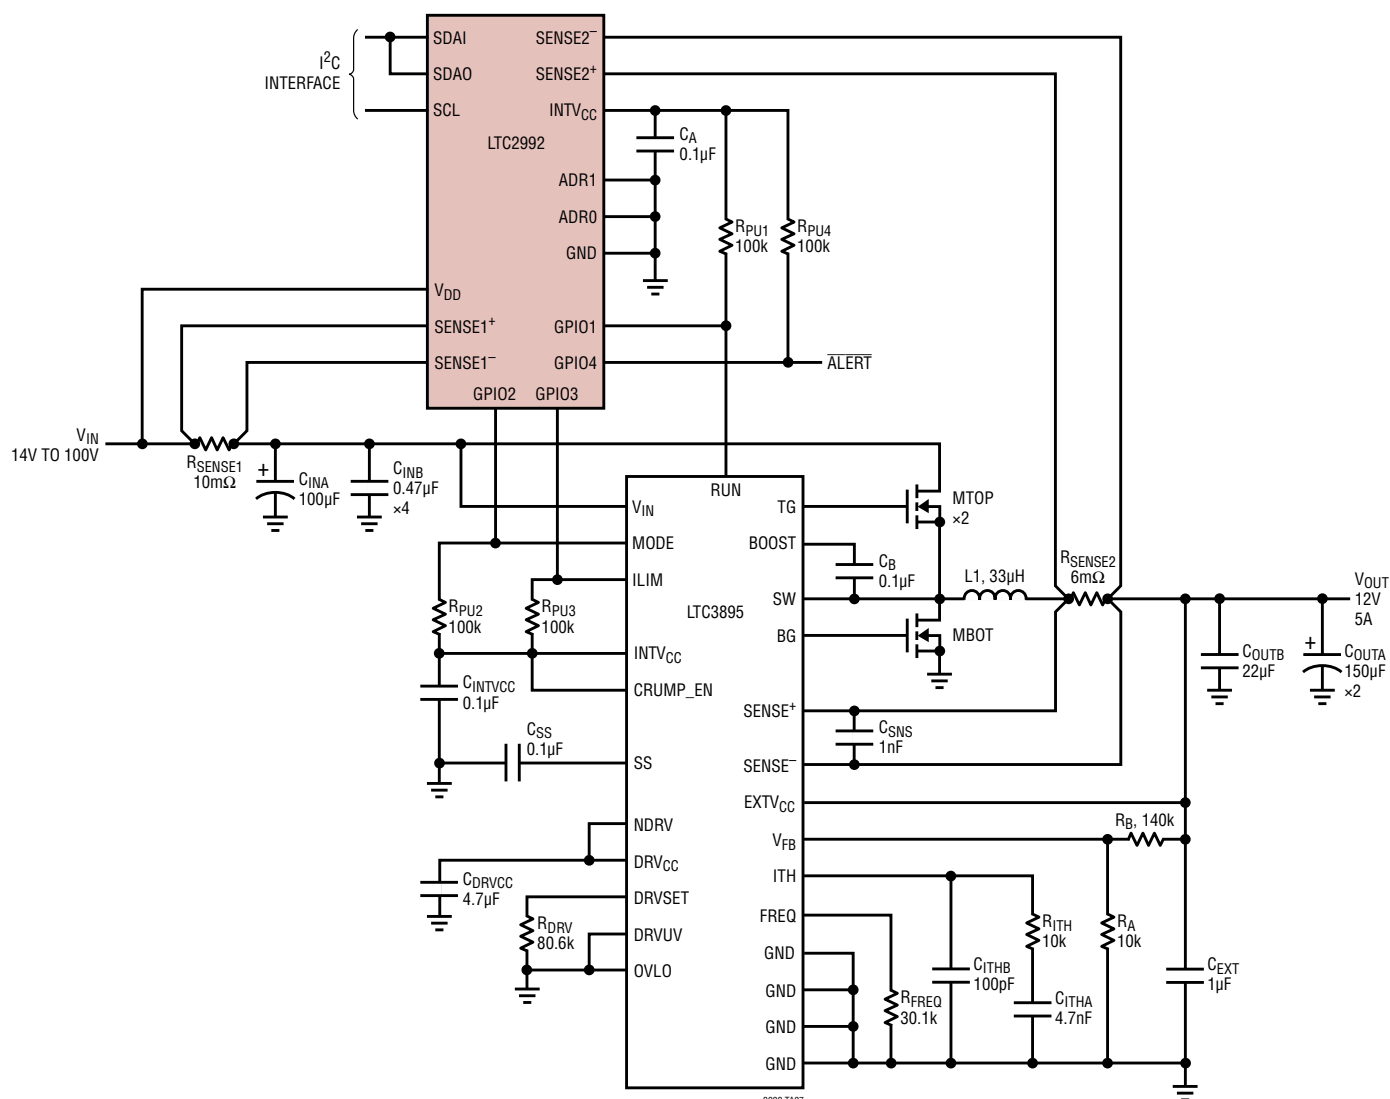 SDAI
SDAO
SCL
I²C
INTERFACE
LTC2992
SENSE2⁻
SENSE2⁺
INTVCC
ADR1
ADR0
GND
VDD
SENSE1⁺
SENSE1⁻
GPIO1
GPIO4
GPIO2
GPIO3
CA
0.1µF
RPU1
100k
RPU4
100k
ALERT
VIN
14V TO 100V
RSENSE1
10mΩ
+
CINA
100µF
CINB
0.47µF
×4
RUN
LTC3895
VIN
MODE
ILIM
INTVCC
CRUMP_EN
SS
NDRV
DRVCC
DRVSET
DRVUV
OVLO
TG
BOOST
SW
BG
SENSE⁺
SENSE⁻
EXTVCC
VFB
ITH
FREQ
GND
GND
GND
GND
RPU2
100k
RPU3
100k
CINTVCC
0.1µF
CSS
0.1µF
CDRVCC
4.7µF
RDRV
80.6k
MTOP
×2
CB
0.1µF
L1, 33µH
MBOT
RSENSE2
6mΩ
VOUT
12V
5A
COUTB
22µF
+
COUTA
150µF
×2
CSNS
1nF
RB, 140k
RITH
10k
RA
10k
CITHB
100pF
CITHA
4.7nF
RFREQ
30.1k
CEXT
1µF